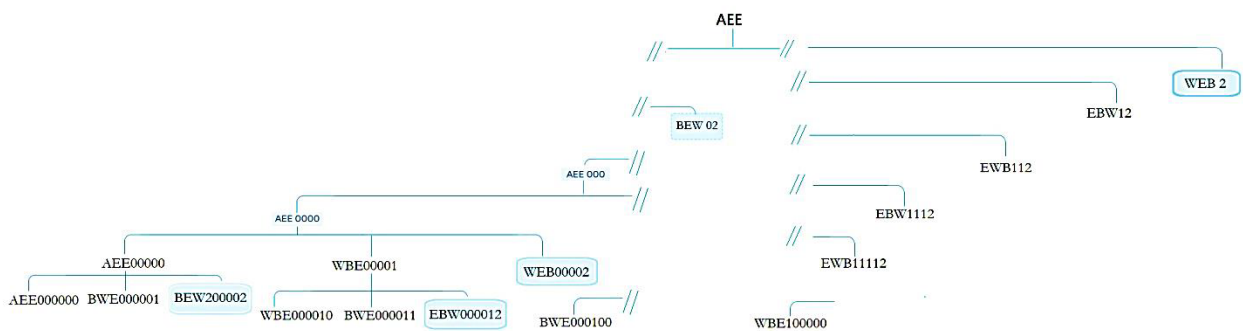 AEE
WEB 2
EBW12
BEW 02
EWB112
AEE 000
EBW1112
AEE 0000
AEE00000
WBE00001
WEB00002
EWB11112
AEE000000
BWE000001
BEW200002
WBE000010
BWE000011
EBW000012
BWE000100
WBE100000